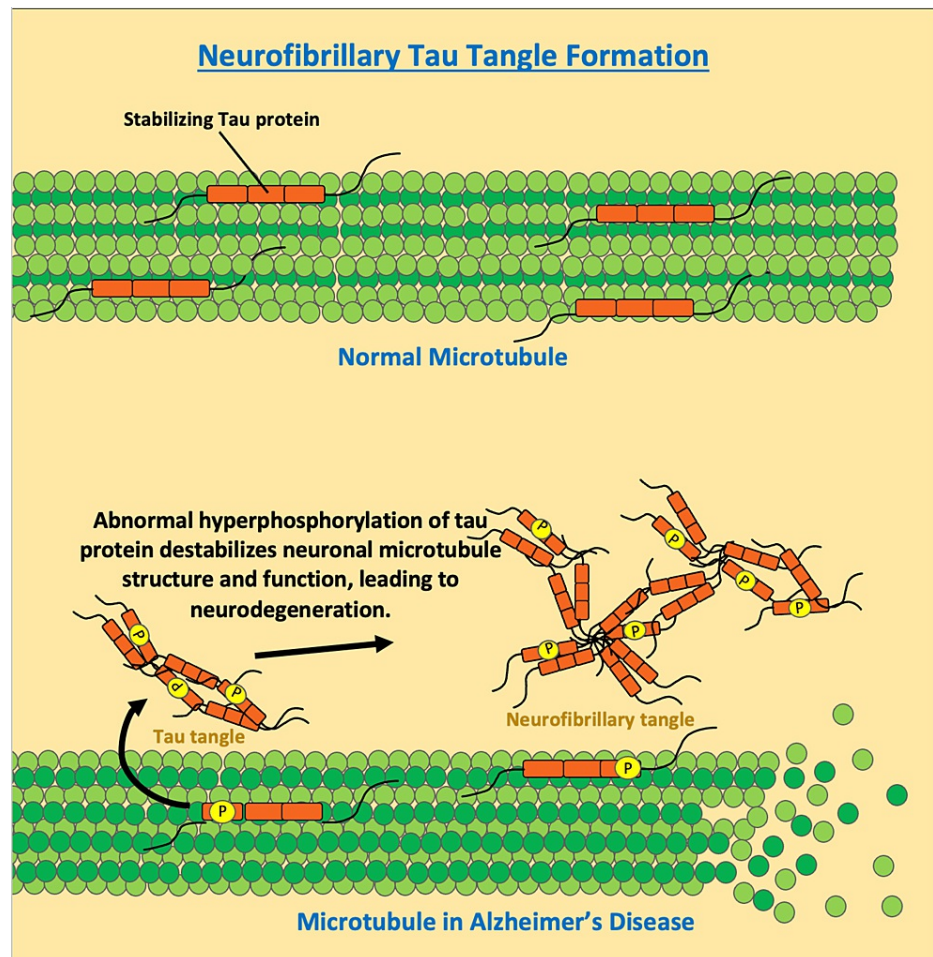 Neurofibrillary Tau Tangle Formation
Stabilizing Tau protein
Normal Microtubule
Abnormal hyperphosphorylation of tau
protein destabilizes neuronal microtubule
structure and function, leading to
neurodegeneration.
P
P
P
P
P
P
P
P
P
Tau tangle
Neurofibrillary tangle
P
P
Microtubule in Alzheimer’s Disease